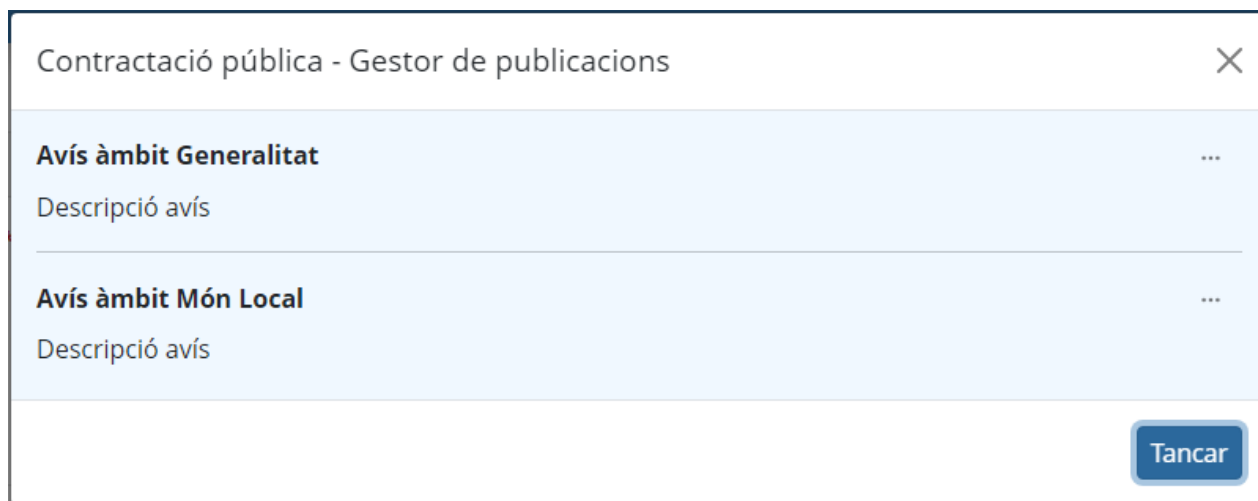 Contractació pública - Gestor de publicacions
Avís àmbit Generalitat
...
Descripció avís
Avís àmbit Món Local
...
Descripció avís
Tancar